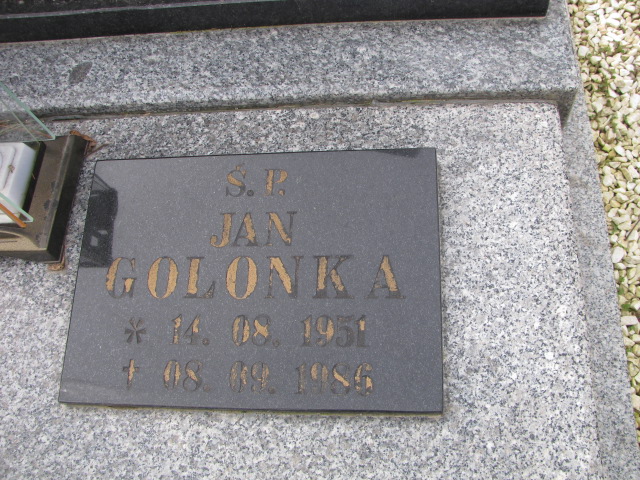 Ś.P.
JAN
GOLONKA
* 14. 08. 1951
† 08. 09. 1986